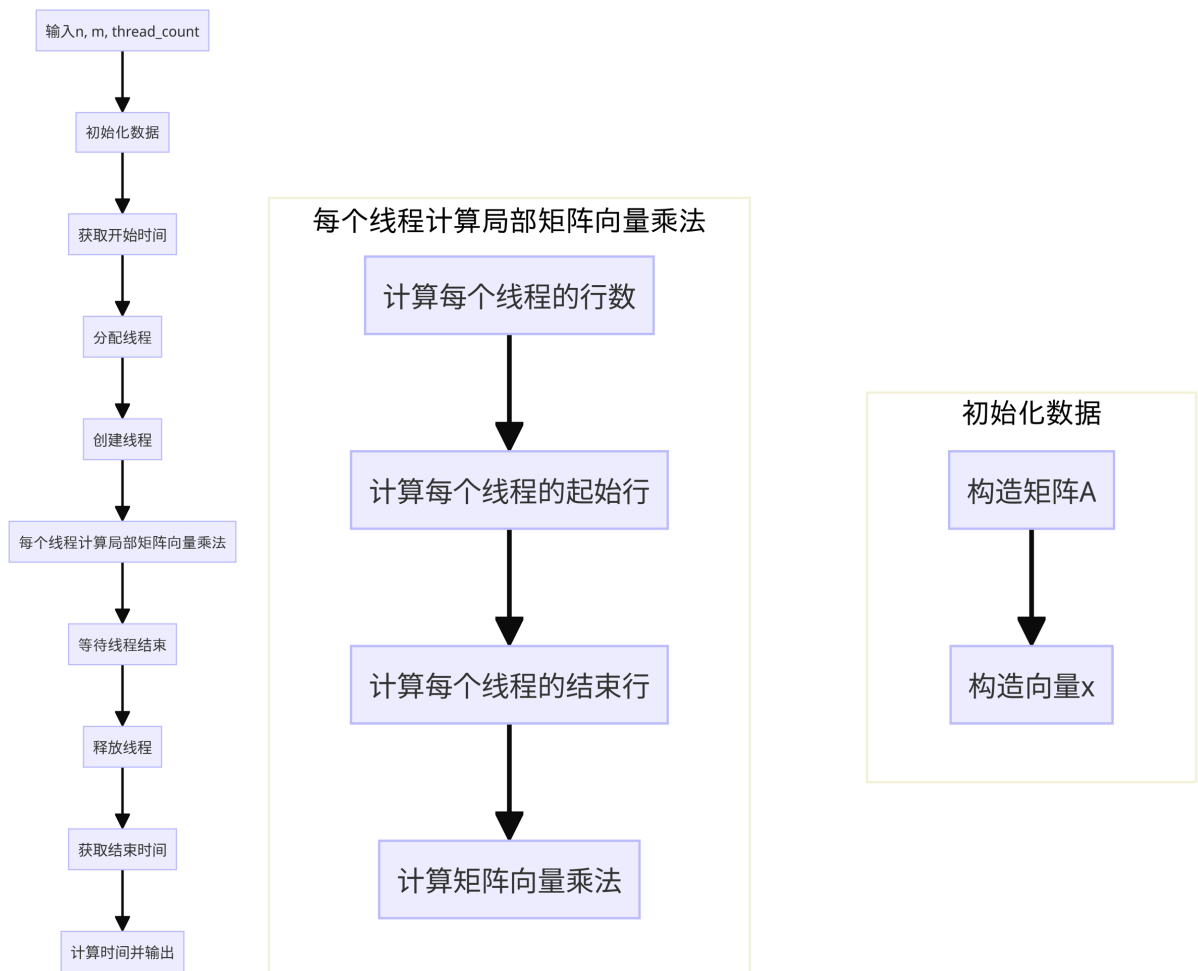 输入n, m, thread_count
初始化数据
获取开始时间
分配线程
创建线程
每个线程计算局部矩阵向量乘法
等待线程结束
释放线程
获取结束时间
计算时间并输出
每个线程计算局部矩阵向量乘法
计算每个线程的行数
计算每个线程的起始行
计算每个线程的结束行
计算矩阵向量乘法
初始化数据
构造矩阵A
构造向量x